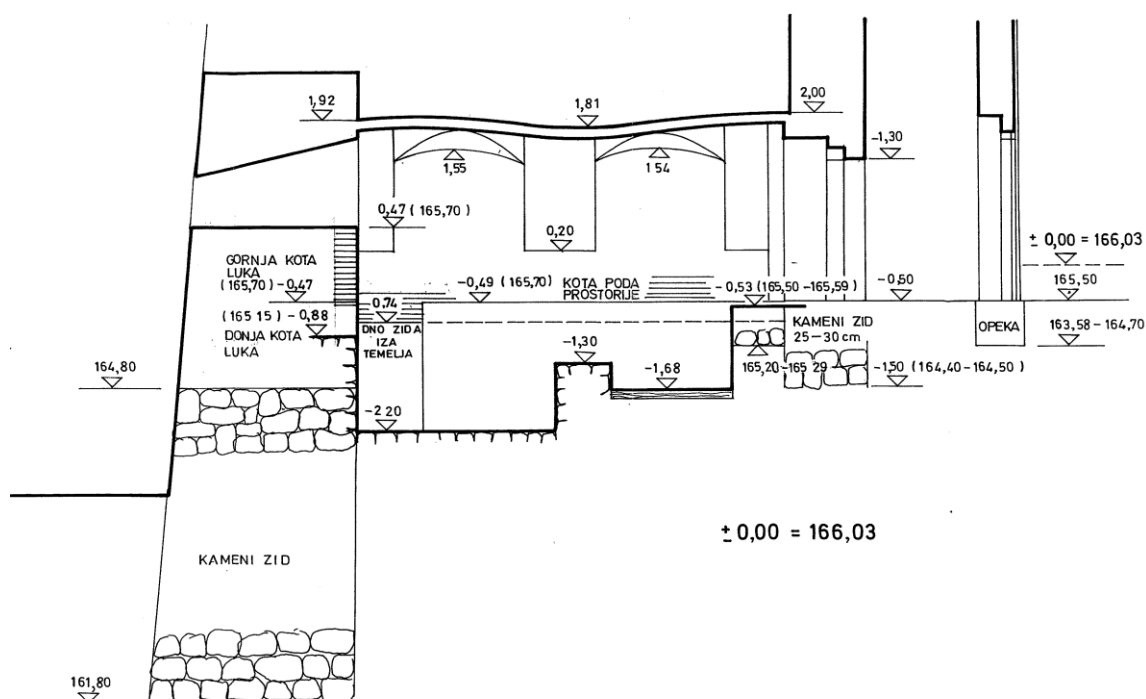 1,92
1,81
2,00
-1,30
1,55
1 54
0,47 ( 165,70 )
0,20
± 0,00 = 166,03
GORNJA KOTA
LUKA
(165,70) -0,47
-0,49 ( 165,70)
KOTA PODA
PROSTORIJE
-0,53 (165,50 -165,59)
-0,50
165,50
(165 15) -0,88
DONJA KOTA
LUKA
0,74
DNO ZIDA
IZA
TEMELJA
KAMENI ZID
25-30 cm
OPEKA
163,58-164,70
164,80
-1,30
-1,68
165,20-165 29
-1,50 (164,40-164,50)
-2 20
± 0,00 = 166,03
KAMENI ZID
161,80